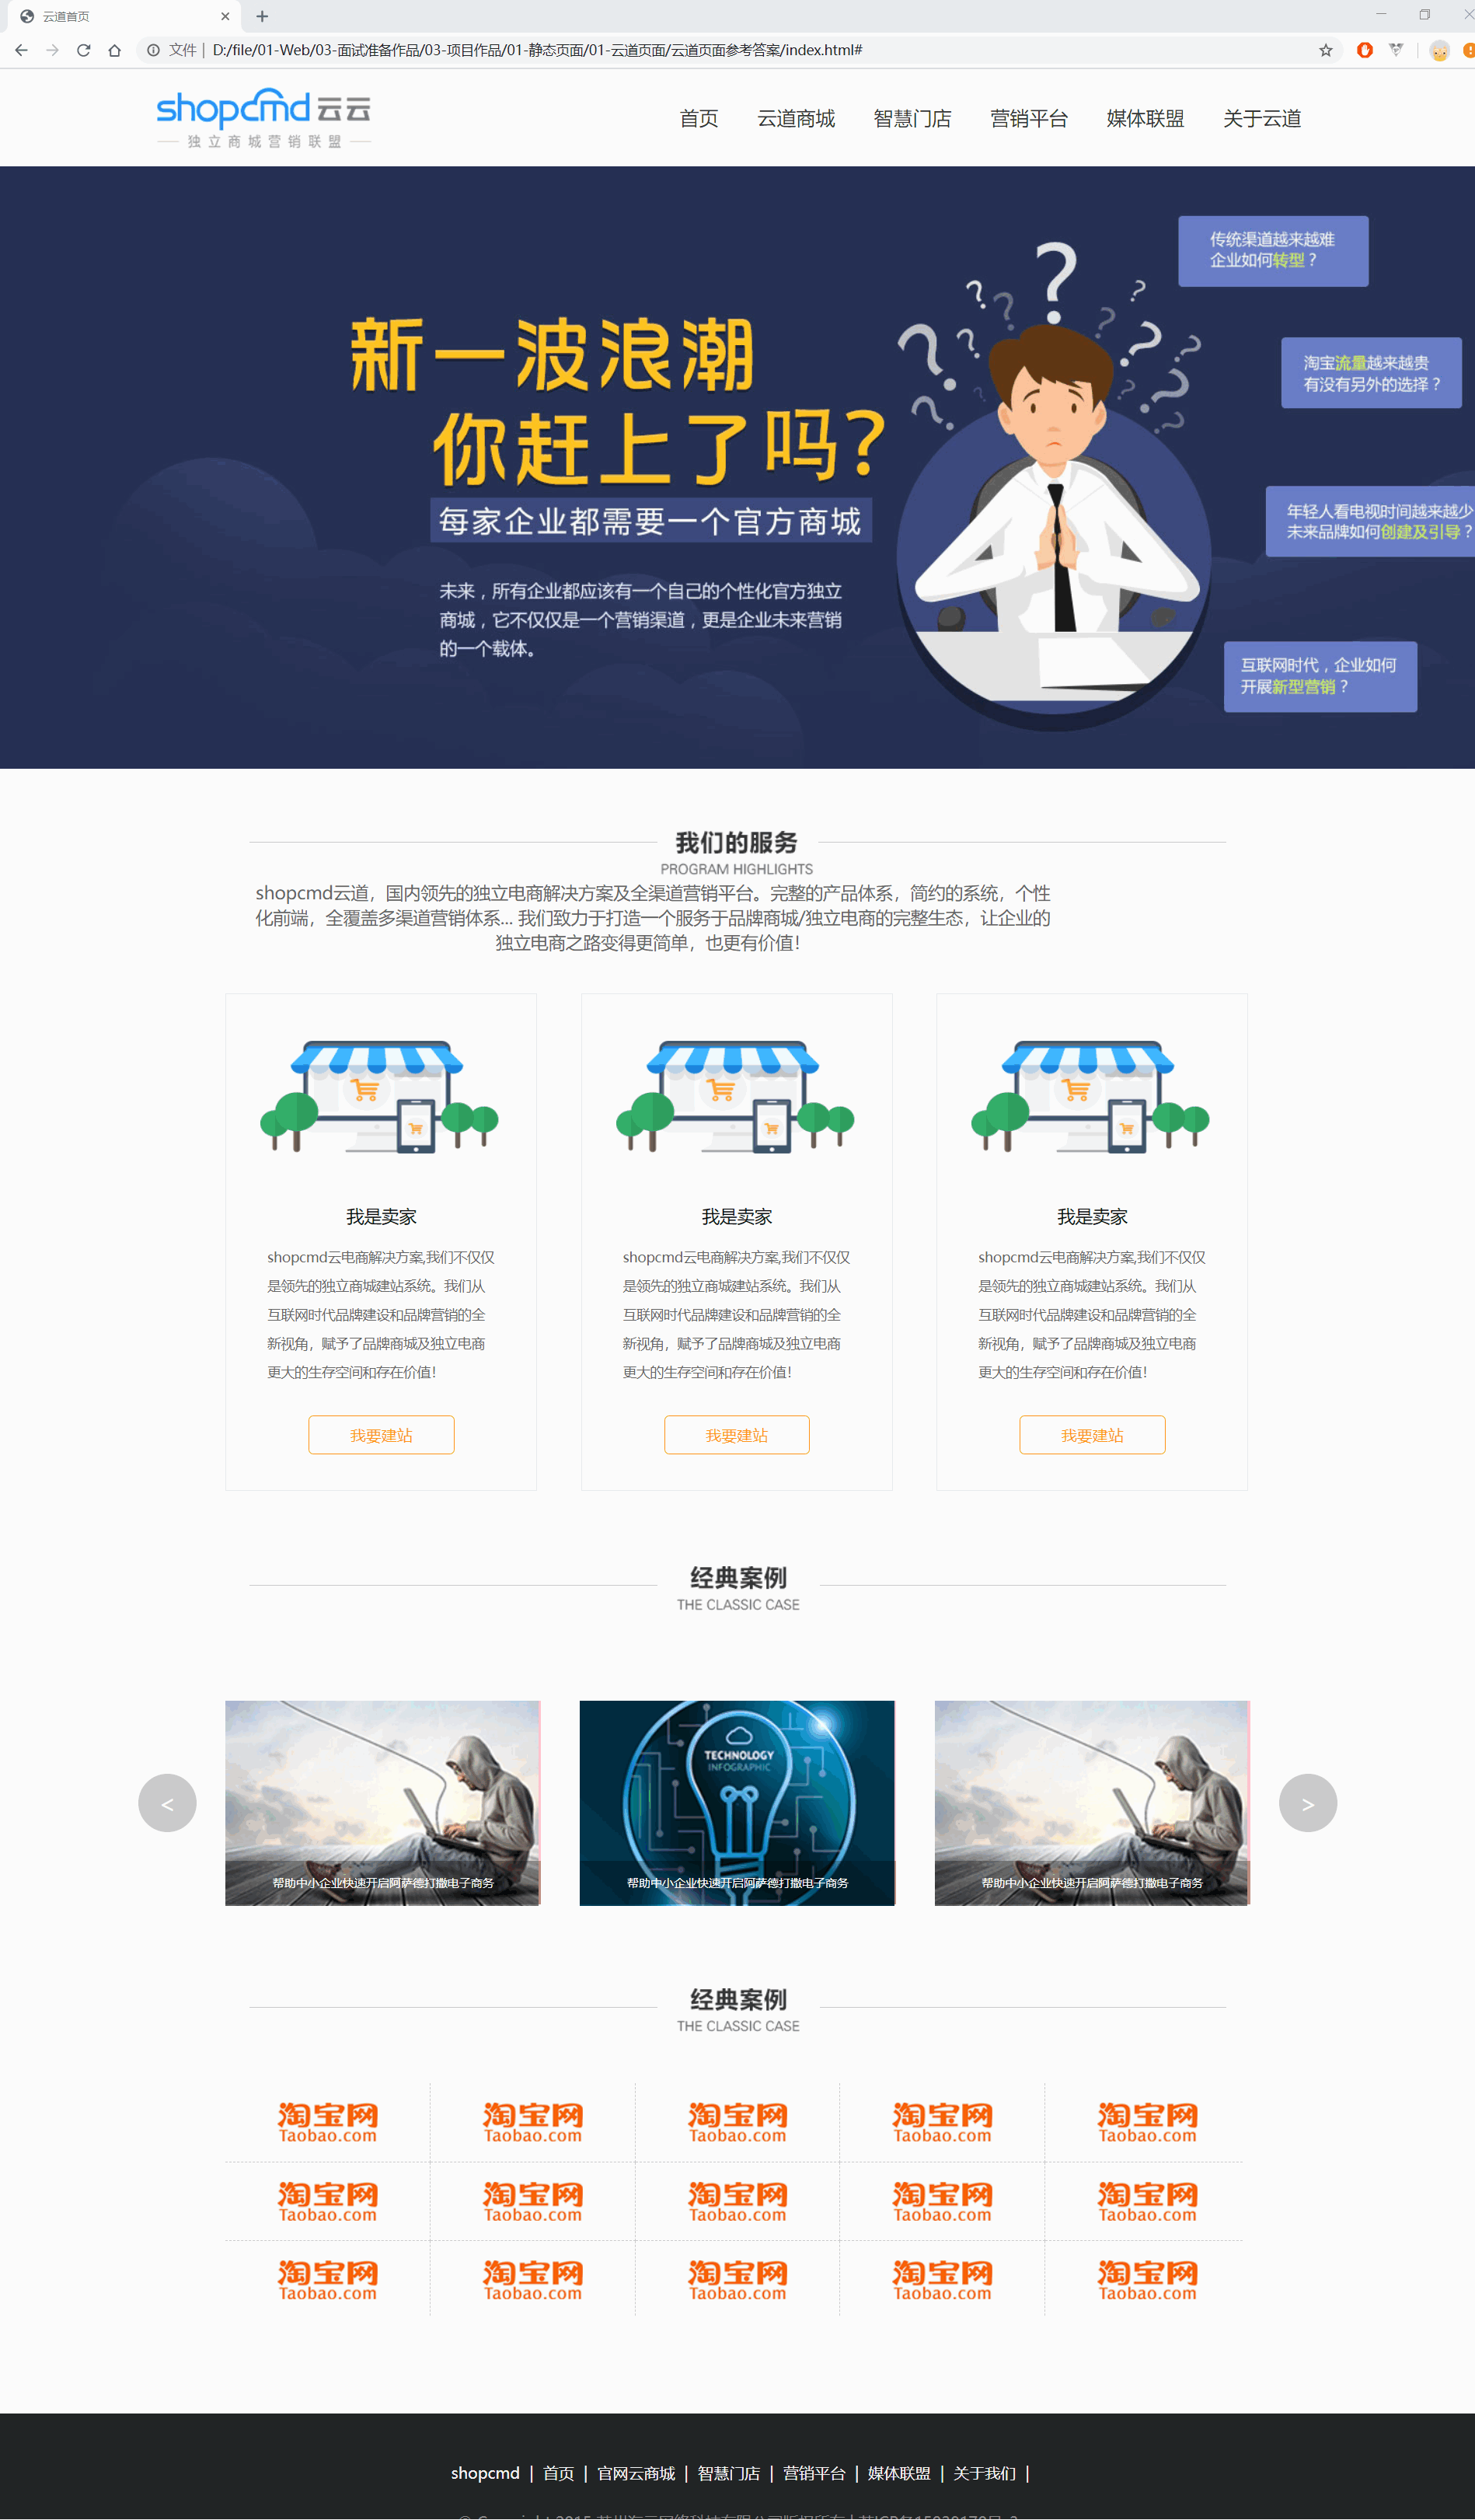 云道首页
文件 | D:/file/01-Web/03-面试准备作品/03-项目作品/01-静态页面/01-云道页面/云道页面参考答案/index.html#
shopcmd 云云
独立商城营销联盟
首页 云道商城 智慧门店 营销平台 媒体联盟 关于云道
传统渠道越来越难
企业如何转型？
新一波浪潮
你赶上了吗？
淘宝流量越来越贵
有没有另外的选择？
每家企业都需要一个官方商城
年轻人看电视时间越来越少
未来品牌如何创建及引导？
未来，所有企业都应该有一个自己的个性化官方独立
商城，它不仅仅是一个营销渠道，更是企业未来营销
的一个载体。
互联网时代，企业如何
开展新型营销？
我们的服务
PROGRAM HIGHLIGHTS
shopcmd云道，国内领先的独立电商解决方案及全渠道营销平台。完整的产品体系，简约的系统，个性
化前端，全覆盖多渠道营销体系... 我们致力于打造一个服务于品牌商城/独立电商的完整生态，让企业的
独立电商之路变得更简单，也更有价值！
我是卖家
shopcmd云电商解决方案,我们不仅仅
是领先的独立商城建站系统。我们从
互联网时代品牌建设和品牌营销的全
新视角，赋予了品牌商城及独立电商
更大的生存空间和存在价值！
我要建站
我是卖家
shopcmd云电商解决方案,我们不仅仅
是领先的独立商城建站系统。我们从
互联网时代品牌建设和品牌营销的全
新视角，赋予了品牌商城及独立电商
更大的生存空间和存在价值！
我要建站
我是卖家
shopcmd云电商解决方案,我们不仅仅
是领先的独立商城建站系统。我们从
互联网时代品牌建设和品牌营销的全
新视角，赋予了品牌商城及独立电商
更大的生存空间和存在价值！
我要建站
经典案例
THE CLASSIC CASE
<
帮助中小企业快速开启阿萨德打撒电子商务
TECHNOLOGY
INFOGRAPHIC
帮助中小企业快速开启阿萨德打撒电子商务
帮助中小企业快速开启阿萨德打撒电子商务
>
经典案例
THE CLASSIC CASE
淘宝网 淘宝网 淘宝网 淘宝网 淘宝网
Taobao.com Taobao.com Taobao.com Taobao.com Taobao.com
淘宝网 淘宝网 淘宝网 淘宝网 淘宝网
Taobao.com Taobao.com Taobao.com Taobao.com Taobao.com
淘宝网 淘宝网 淘宝网 淘宝网 淘宝网
Taobao.com Taobao.com Taobao.com Taobao.com Taobao.com
shopcmd | 首页 | 官网云商城 | 智慧门店 | 营销平台 | 媒体联盟 | 关于我们 |